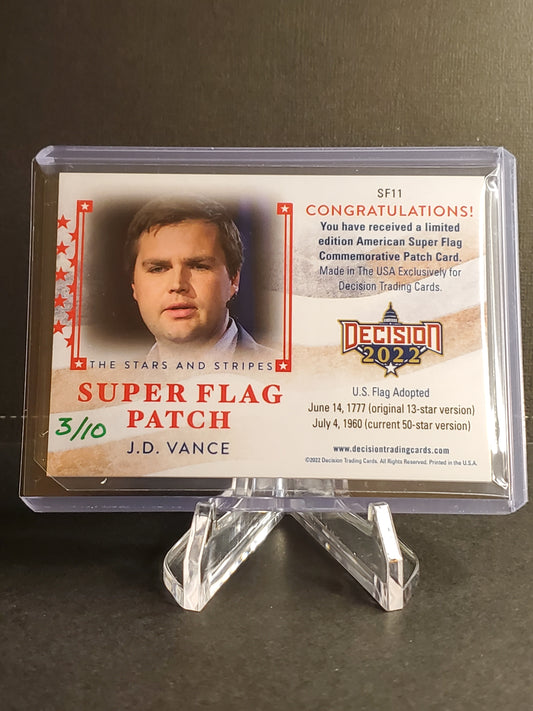 THE STARS AND STRIPES
SUPER FLAG
PATCH
3/10
J.D. VANCE
SF11
CONGRATULATIONS!
You have received a limited
edition American Super Flag
Commemorative Patch Card.
Made in The USA Exclusively for
Decision Trading Cards.
DECISION
2022
U.S. Flag Adopted
June 14, 1777 (original 13-star version)
July 4, 1960 (current 50-star version)
www.decisiontradingcards.com
©2022 Decision Trading Cards. All Rights Reserved. Printed in the U.S.A.